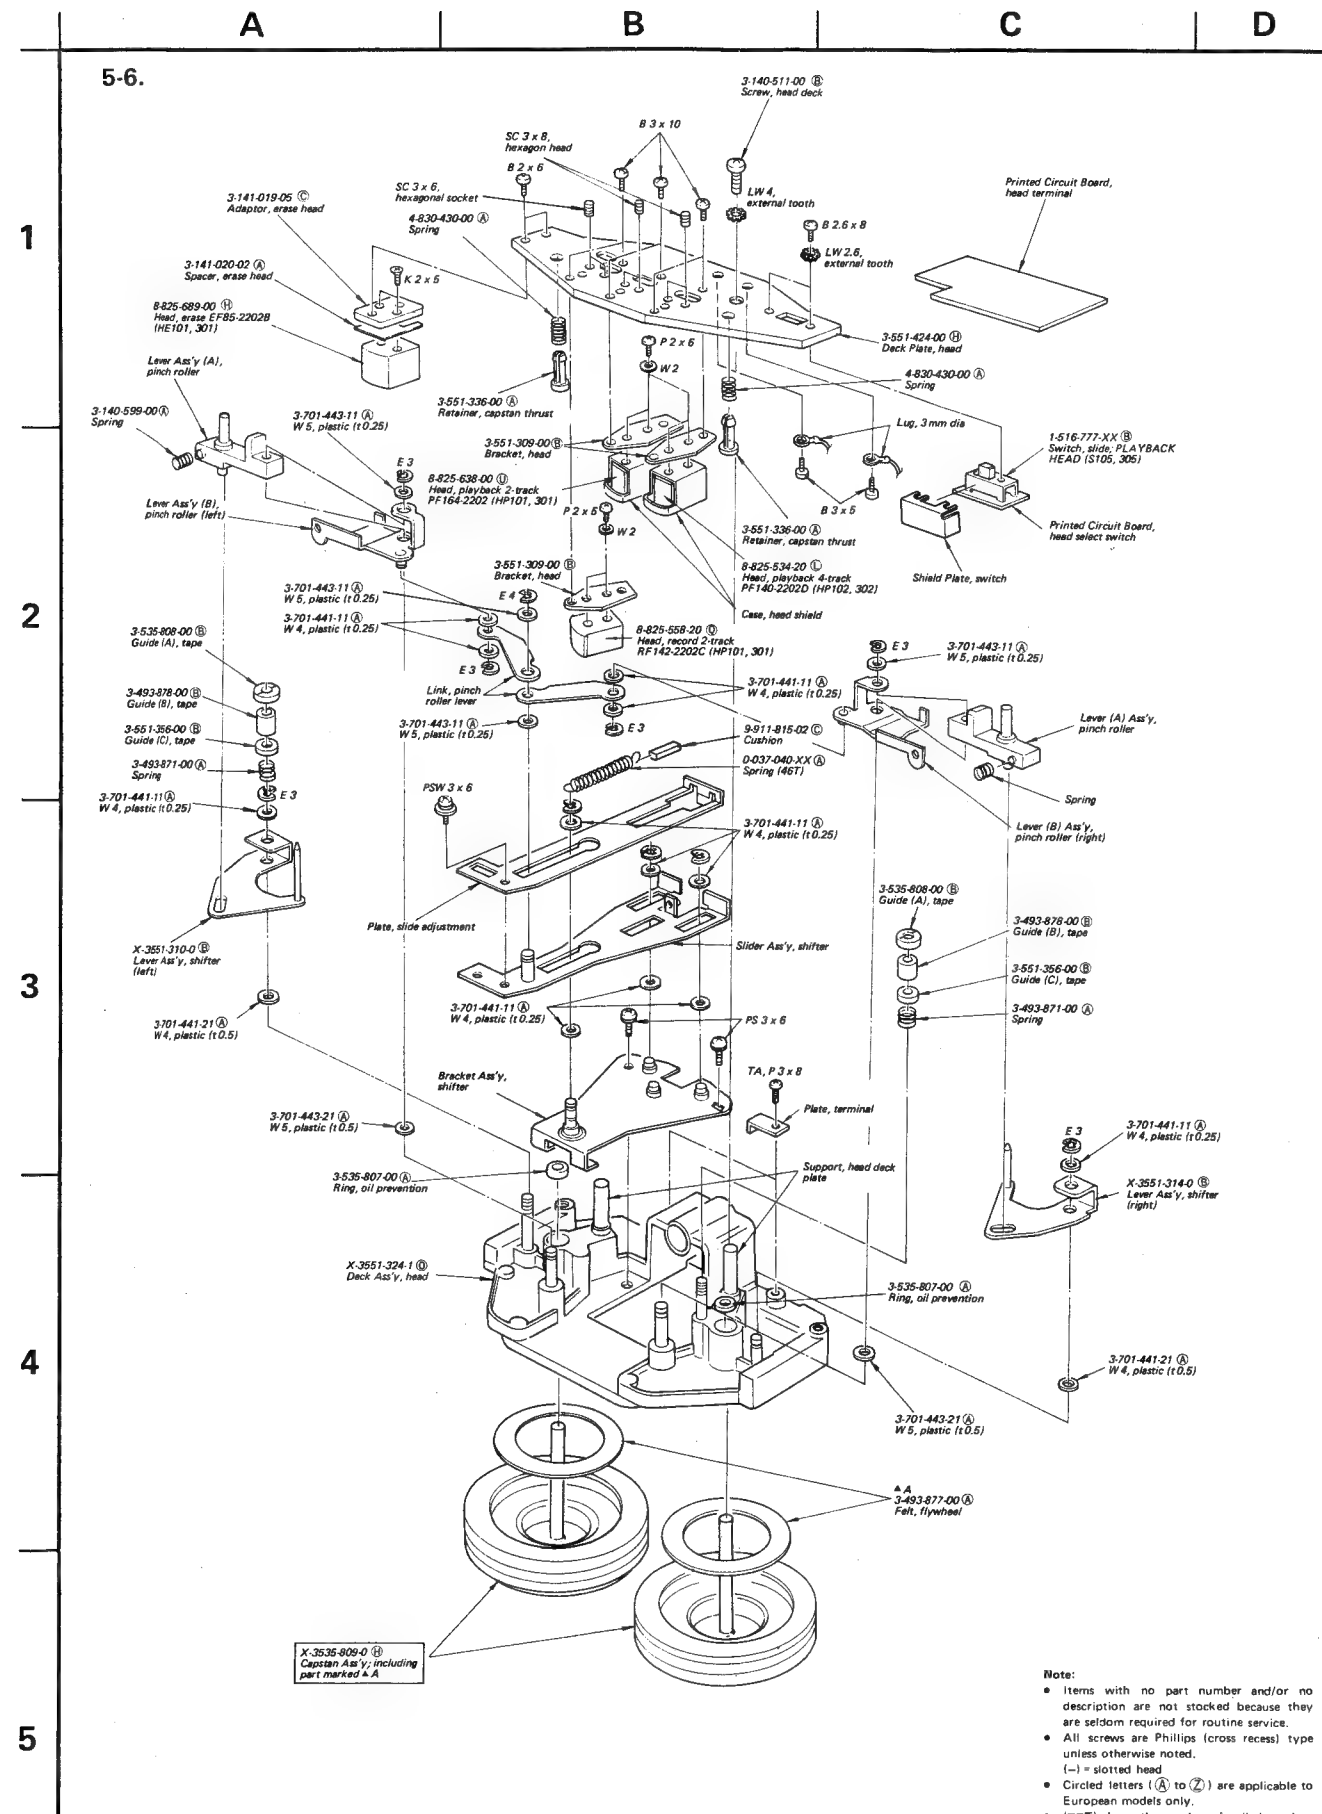 A
B
C
D
5-6.
3-140-511-00 Ⓑ
Screw, head deck
B 3 x 10
SC 3 x 8,
hexagon head
B 2 x 6
SC 3 x 6,
hexagonal socket
4-830-430-00 Ⓐ
Spring
LW 4,
external tooth
B 2.6 x 8
LW 2.6,
external tooth
Printed Circuit Board,
head terminal
3-141-019-05 Ⓒ
Adaptor, erase head
1
3-141-020-02 Ⓐ
Spacer, erase head
K 2 x 5
8-825-689-00 Ⓗ
Head, erase EF85-2202B
(HE101, 301)
Lever Ass'y (A),
pinch roller
3-551-424-00 Ⓗ
Deck Plate, head
P 2 x 6
W 2
4-830-430-00 Ⓐ
Spring
3-551-336-00 Ⓐ
Retainer, capstan thrust
3-140-599-00 Ⓐ
Spring
3-701-443-11 Ⓐ
W 5, plastic (t 0.25)
Lug, 3 mm dia
E 3
3-551-309-00 Ⓑ
Bracket, head
1-516-777-XX Ⓑ
Switch, slide; PLAYBACK
HEAD (S105, 305)
8-825-638-00 Ⓤ
Head, playback 2-track
PF164-2202 (HP101, 301)
Lever Ass'y (B),
pinch roller (left)
P 2 x 5
W 2
B 3 x 5
3-551-336-00 Ⓐ
Retainer, capstan thrust
Printed Circuit Board,
head select switch
3-551-309-00 Ⓑ
Bracket, head
8-825-534-20 Ⓛ
Head, playback 4-track
PF140-2202D (HP102, 302)
Shield Plate, switch
3-701-443-11 Ⓐ
W 5, plastic (t 0.25)
E 4
3-701-441-11 Ⓐ
W 4, plastic (t 0.25)
Case, head shield
2
3-535-808-00 Ⓑ
Guide (A), tape
8-825-558-20 Ⓠ
Head, record 2-track
RF142-2202C (HP101, 301)
E 3
3-701-443-11 Ⓐ
W 5, plastic (t 0.25)
E 3
3-493-878-00 Ⓑ
Guide (B), tape
Link, pinch
roller lever
3-701-441-11 Ⓐ
W 4, plastic (t 0.25)
3-551-356-00 Ⓑ
Guide (C), tape
3-701-443-11 Ⓐ
W 5, plastic (t 0.25)
E 3
9-911-815-02 Ⓒ
Cushion
Lever (A) Ass'y,
pinch roller
3-493-871-00 Ⓐ
Spring
0-037-040-XX Ⓐ
Spring (46T)
E 3
3-701-441-11 Ⓐ
W 4, plastic (t 0.25)
PSW 3 x 6
Spring
3-701-441-11 Ⓐ
W 4, plastic (t 0.25)
Lever (B) Ass'y,
pinch roller (right)
3-535-808-00 Ⓑ
Guide (A), tape
Plate, slide adjustment
3-493-878-00 Ⓑ
Guide (B), tape
X-3551-310-0 Ⓑ
Lever Ass'y, shifter
(left)
Slider Ass'y, shifter
3
3-551-356-00 Ⓑ
Guide (C), tape
3-701-441-11 Ⓐ
W 4, plastic (t 0.25)
3-493-871-00 Ⓐ
Spring
3-701-441-21 Ⓐ
W 4, plastic (t 0.5)
PS 3 x 6
Bracket Ass'y,
shifter
TA, P 3 x 8
Plate, terminal
3-701-443-21 Ⓐ
W 5, plastic (t 0.5)
E 3
3-701-441-11 Ⓐ
W 4, plastic (t 0.25)
3-535-807-00 Ⓐ
Ring, oil prevention
Support, head deck
plate
X-3551-314-0 Ⓑ
Lever Ass'y, shifter
(right)
X-3551-324-1 Ⓞ
Deck Ass'y, head
3-535-807-00 Ⓐ
Ring, oil prevention
4
3-701-441-21 Ⓐ
W 4, plastic (t 0.5)
3-701-443-21 Ⓐ
W 5, plastic (t 0.5)
▲ A
3-493-877-00 Ⓐ
Felt, flywheel
X-3535-809-0 Ⓗ
Capstan Ass'y; including
part marked ▲ A
5
Note:
• Items with no part number and/or no
description are not stocked because they
are seldom required for routine service.
• All screws are Phillips (cross recess) type
unless otherwise noted.
(−) = slotted head
• Circled letters (Ⓐ to Ⓩ) are applicable to
European models only.